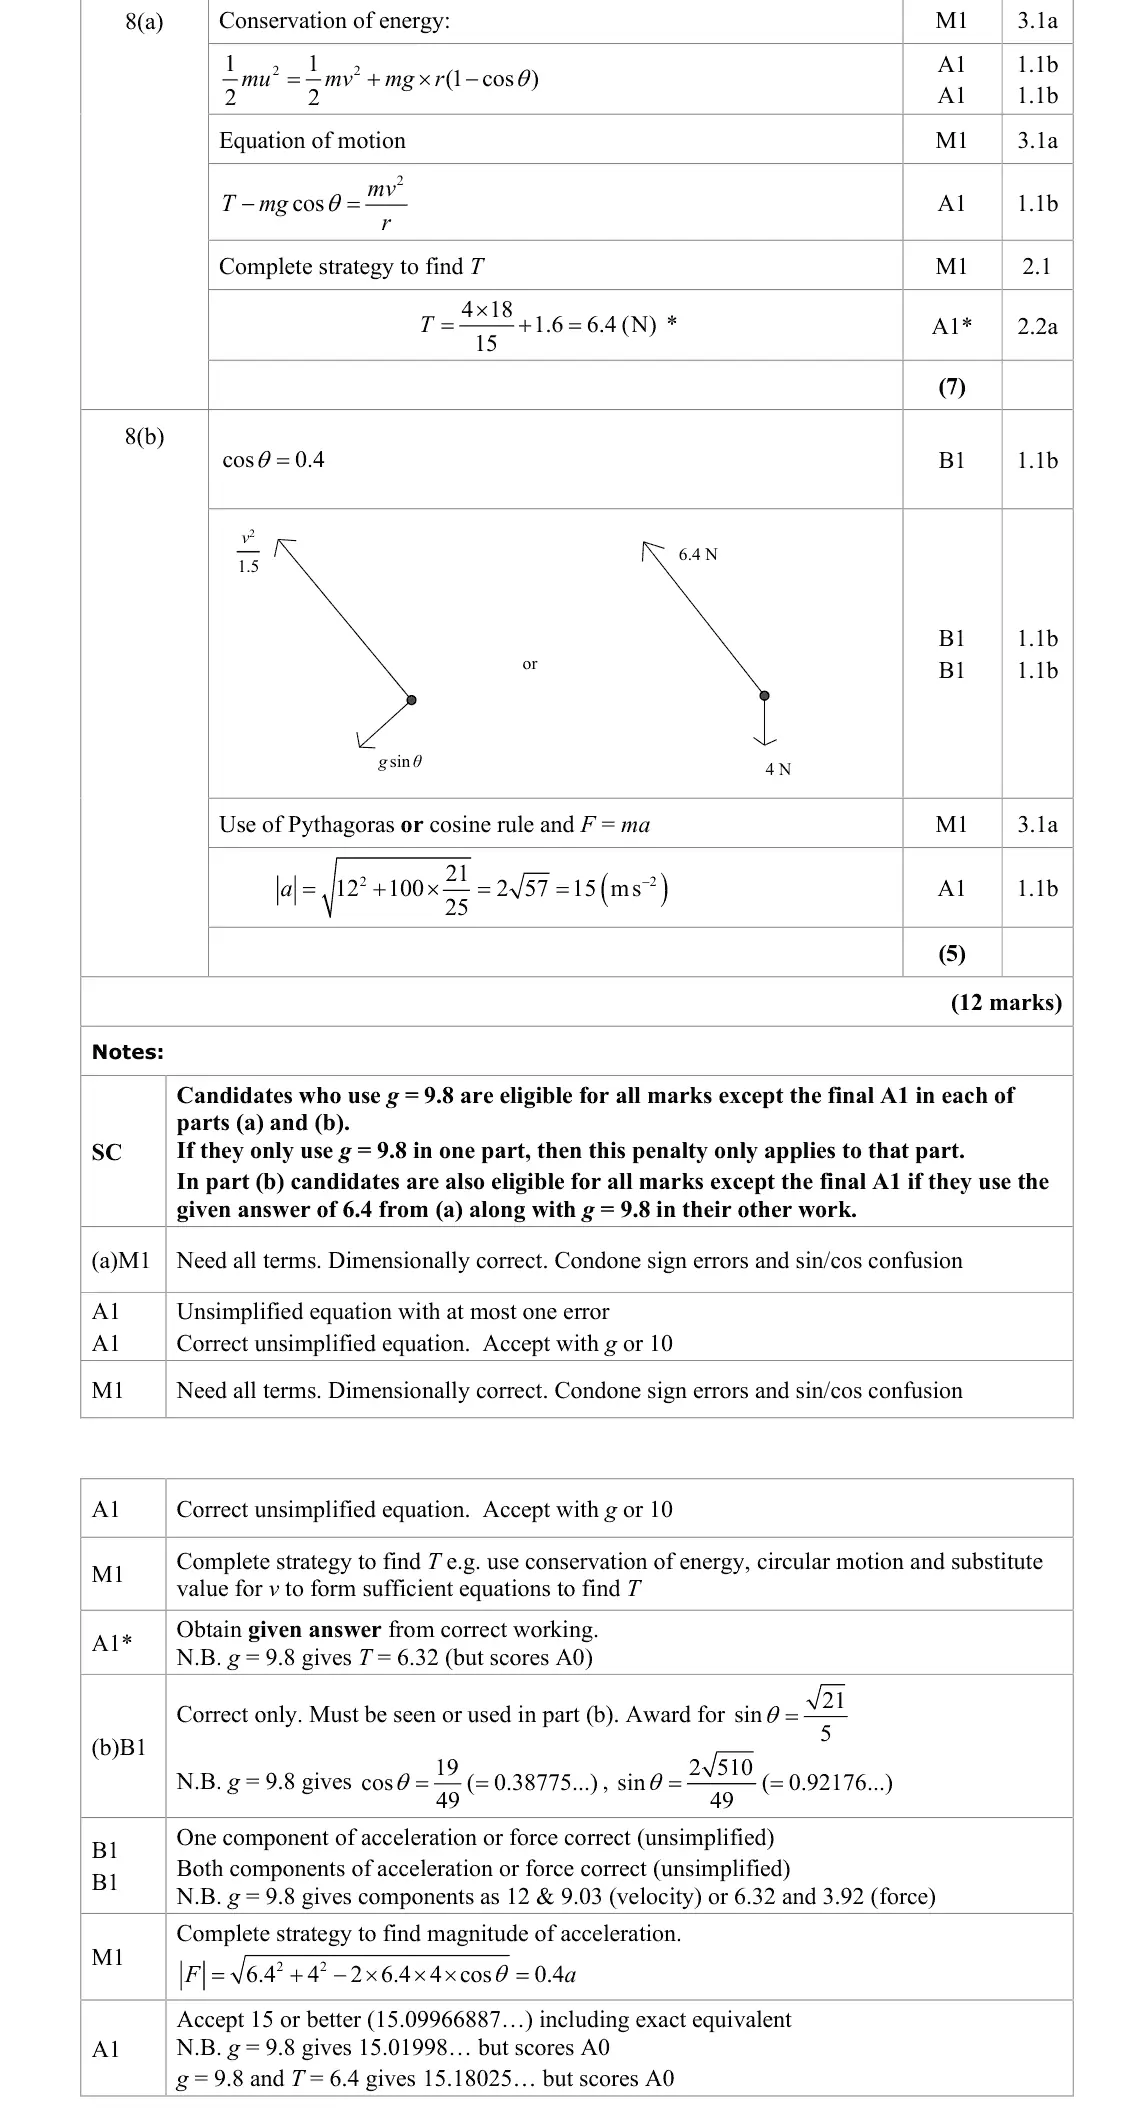 8(a) Conservation of energy: M1 3.1a
1/2 mu² = 1/2 mv² + mg × r(1 − cos θ) A1 1.1b
A1 1.1b
Equation of motion M1 3.1a
T − mg cos θ = mv²/r A1 1.1b
Complete strategy to find T M1 2.1
T = 4×18/15 + 1.6 = 6.4 (N) * A1* 2.2a
(7)
8(b) cos θ = 0.4 B1 1.1b
v²/1.5
6.4 N
or
B1 1.1b
B1 1.1b
g sin θ
4 N
Use of Pythagoras or cosine rule and F = ma M1 3.1a
|a| = √(12² + 100 × 21/25) = 2√57 = 15 (m s⁻²) A1 1.1b
(5)
(12 marks)
Notes:
SC Candidates who use g = 9.8 are eligible for all marks except the final A1 in each of
parts (a) and (b).
If they only use g = 9.8 in one part, then this penalty only applies to that part.
In part (b) candidates are also eligible for all marks except the final A1 if they use the
given answer of 6.4 from (a) along with g = 9.8 in their other work.
(a)M1 Need all terms. Dimensionally correct. Condone sign errors and sin/cos confusion
A1 Unsimplified equation with at most one error
A1 Correct unsimplified equation. Accept with g or 10
M1 Need all terms. Dimensionally correct. Condone sign errors and sin/cos confusion
A1 Correct unsimplified equation. Accept with g or 10
M1 Complete strategy to find T e.g. use conservation of energy, circular motion and substitute
value for v to form sufficient equations to find T
A1* Obtain given answer from correct working.
N.B. g = 9.8 gives T = 6.32 (but scores A0)
(b)B1 Correct only. Must be seen or used in part (b). Award for sin θ = √21/5
N.B. g = 9.8 gives cos θ = 19/49 (= 0.38775...) , sin θ = 2√510/49 (= 0.92176...)
B1 One component of acceleration or force correct (unsimplified)
B1 Both components of acceleration or force correct (unsimplified)
N.B. g = 9.8 gives components as 12 & 9.03 (velocity) or 6.32 and 3.92 (force)
M1 Complete strategy to find magnitude of acceleration.
|F| = √(6.4² + 4² − 2 × 6.4 × 4 × cos θ) = 0.4a
A1 Accept 15 or better (15.09966887…) including exact equivalent
N.B. g = 9.8 gives 15.01998… but scores A0
g = 9.8 and T = 6.4 gives 15.18025… but scores A0